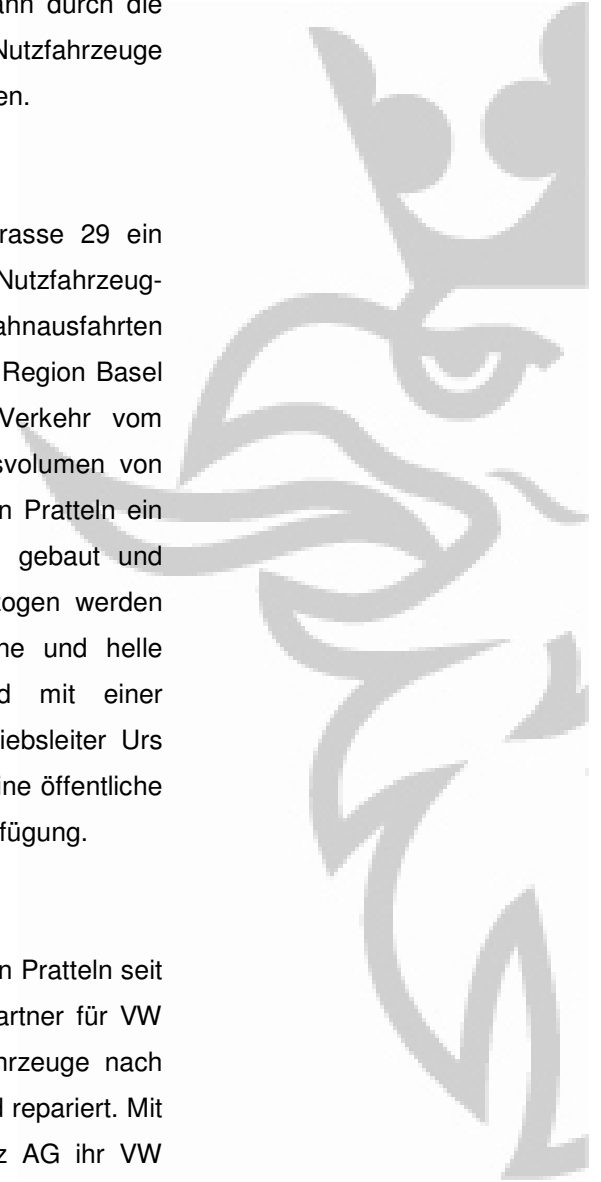 ann durch die
Nutzfahrzeuge
en.
rasse 29 ein
Nutzfahrzeug-
ahnausfahrten
Region Basel
Verkehr vom
svolumen von
n Pratteln ein
gebaut und
zogen werden
ne und helle
d mit einer
iebsleiter Urs
ine öffentliche
fügung.
n Pratteln seit
artner für VW
hrzeuge nach
d repariert. Mit
z AG ihr VW